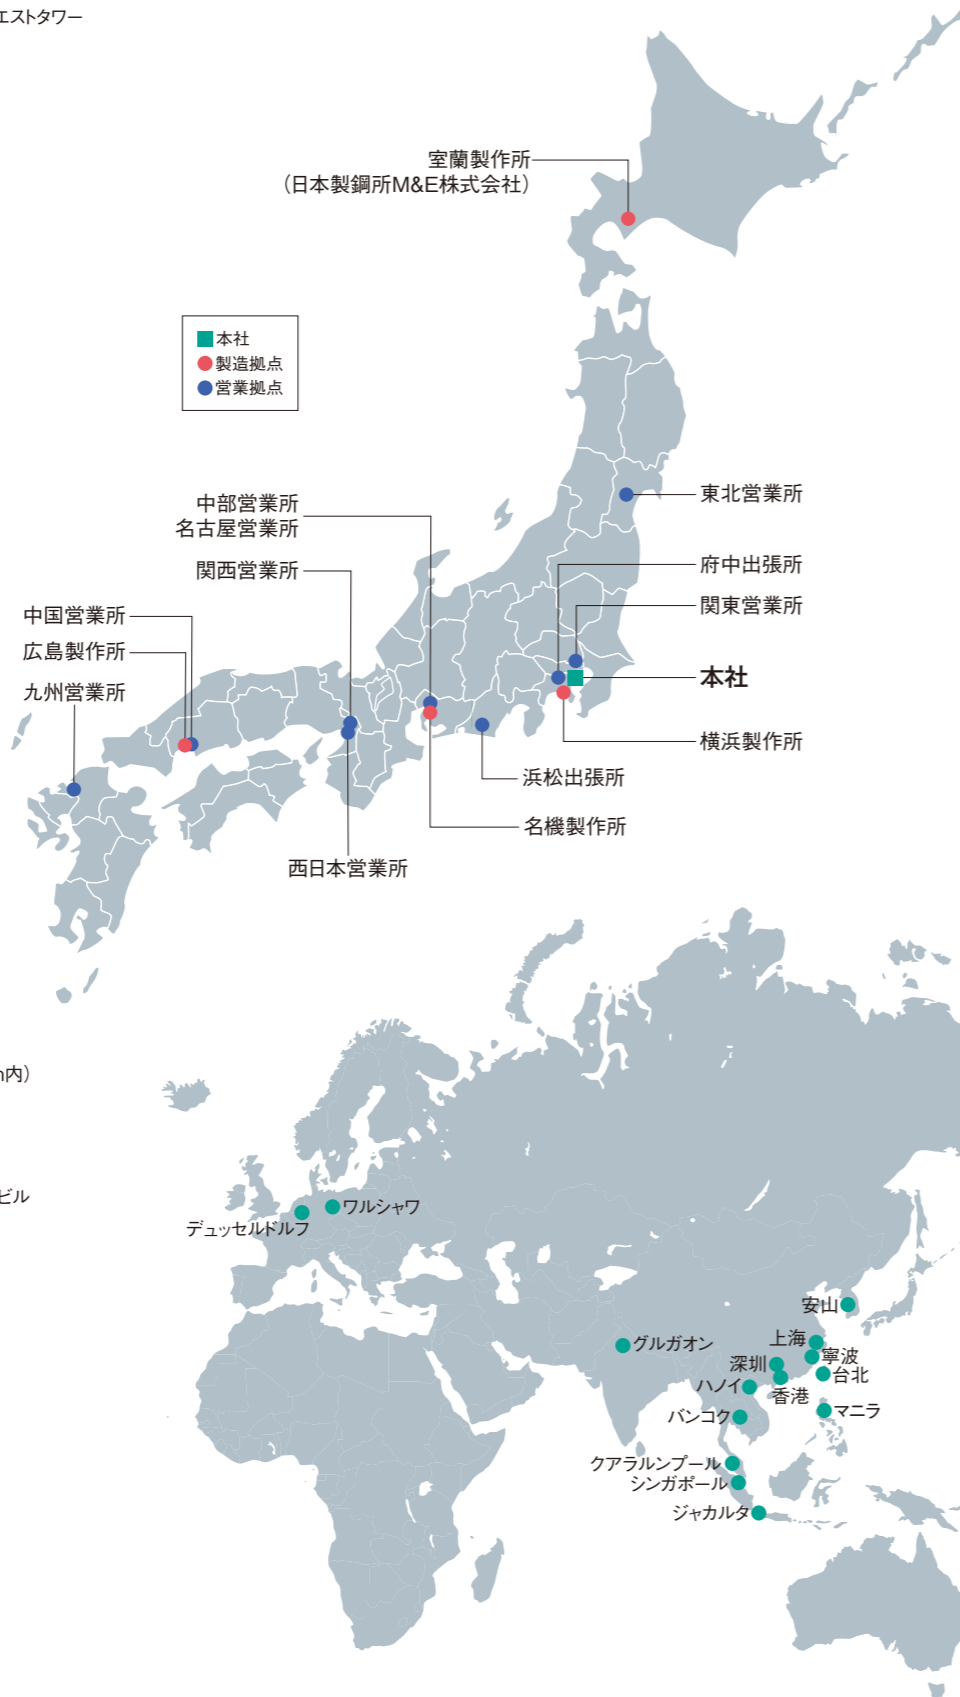 エストタワー
室蘭製作所
（日本製鋼所M&E株式会社）
本社
製造拠点
営業拠点
東北営業所
中部営業所
名古屋営業所
府中出張所
関西営業所
関東営業所
中国営業所
広島製作所
本社
九州営業所
横浜製作所
浜松出張所
名機製作所
西日本営業所
内）
ビル
ワルシャワ
デュッセルドルフ
安山
グルガオン
上海
寧波
深圳
台北
ハノイ
香港
マニラ
バンコク
クアラルンプール
シンガポール
ジャカルタ